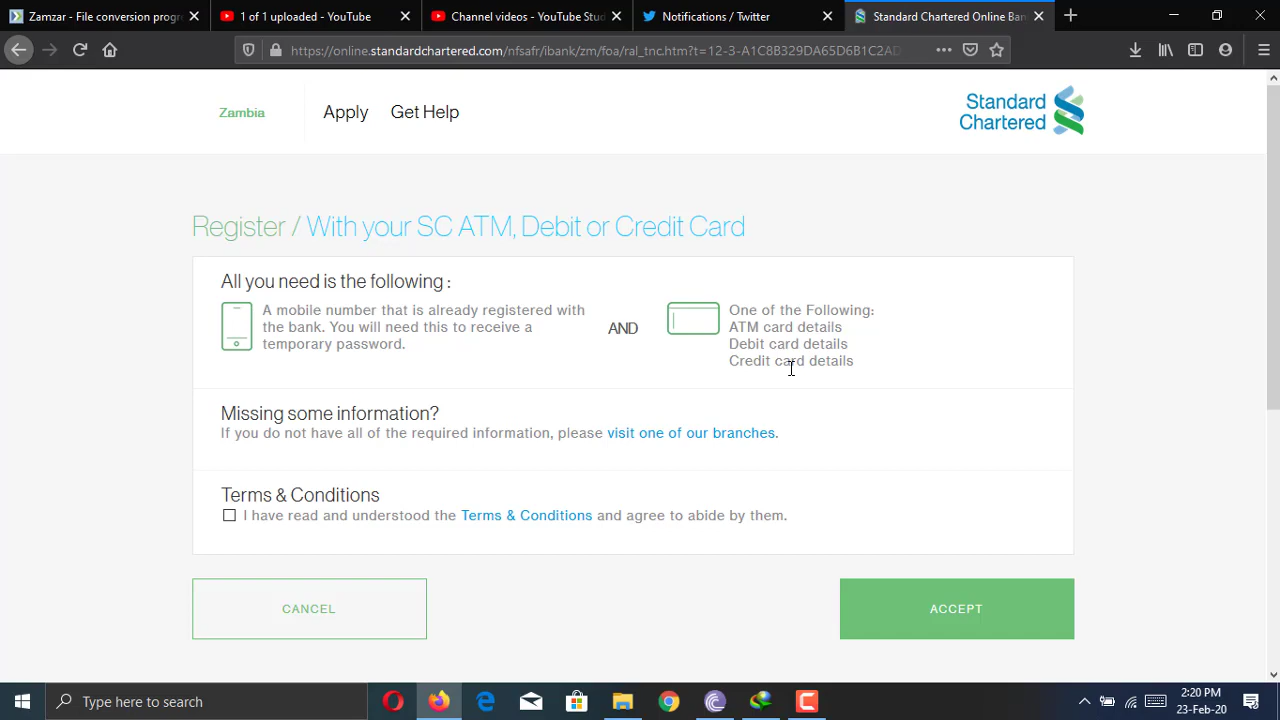 Zamzar - File conversion progr
1 of 1 uploaded - YouTube
Channel videos - YouTube Stud
Notifications / Twitter
Standard Chartered Online Ban
https://online.standardchartered.com/nfsafr/ibank/zm/foa/ral_tnc.htm?t=12-3-A1C8B329DA65D6B1C2AD
Zambia
Apply
Get Help
Standard
Chartered
Register / With your SC ATM, Debit or Credit Card
All you need is the following :
A mobile number that is already registered with
the bank. You will need this to receive a
temporary password.
AND
One of the Following:
ATM card details
Debit card details
Credit card details
Missing some information?
If you do not have all of the required information, please visit one of our branches.
Terms & Conditions
I have read and understood the Terms & Conditions and agree to abide by them.
CANCEL
ACCEPT
Type here to search
2:20 PM
23-Feb-20